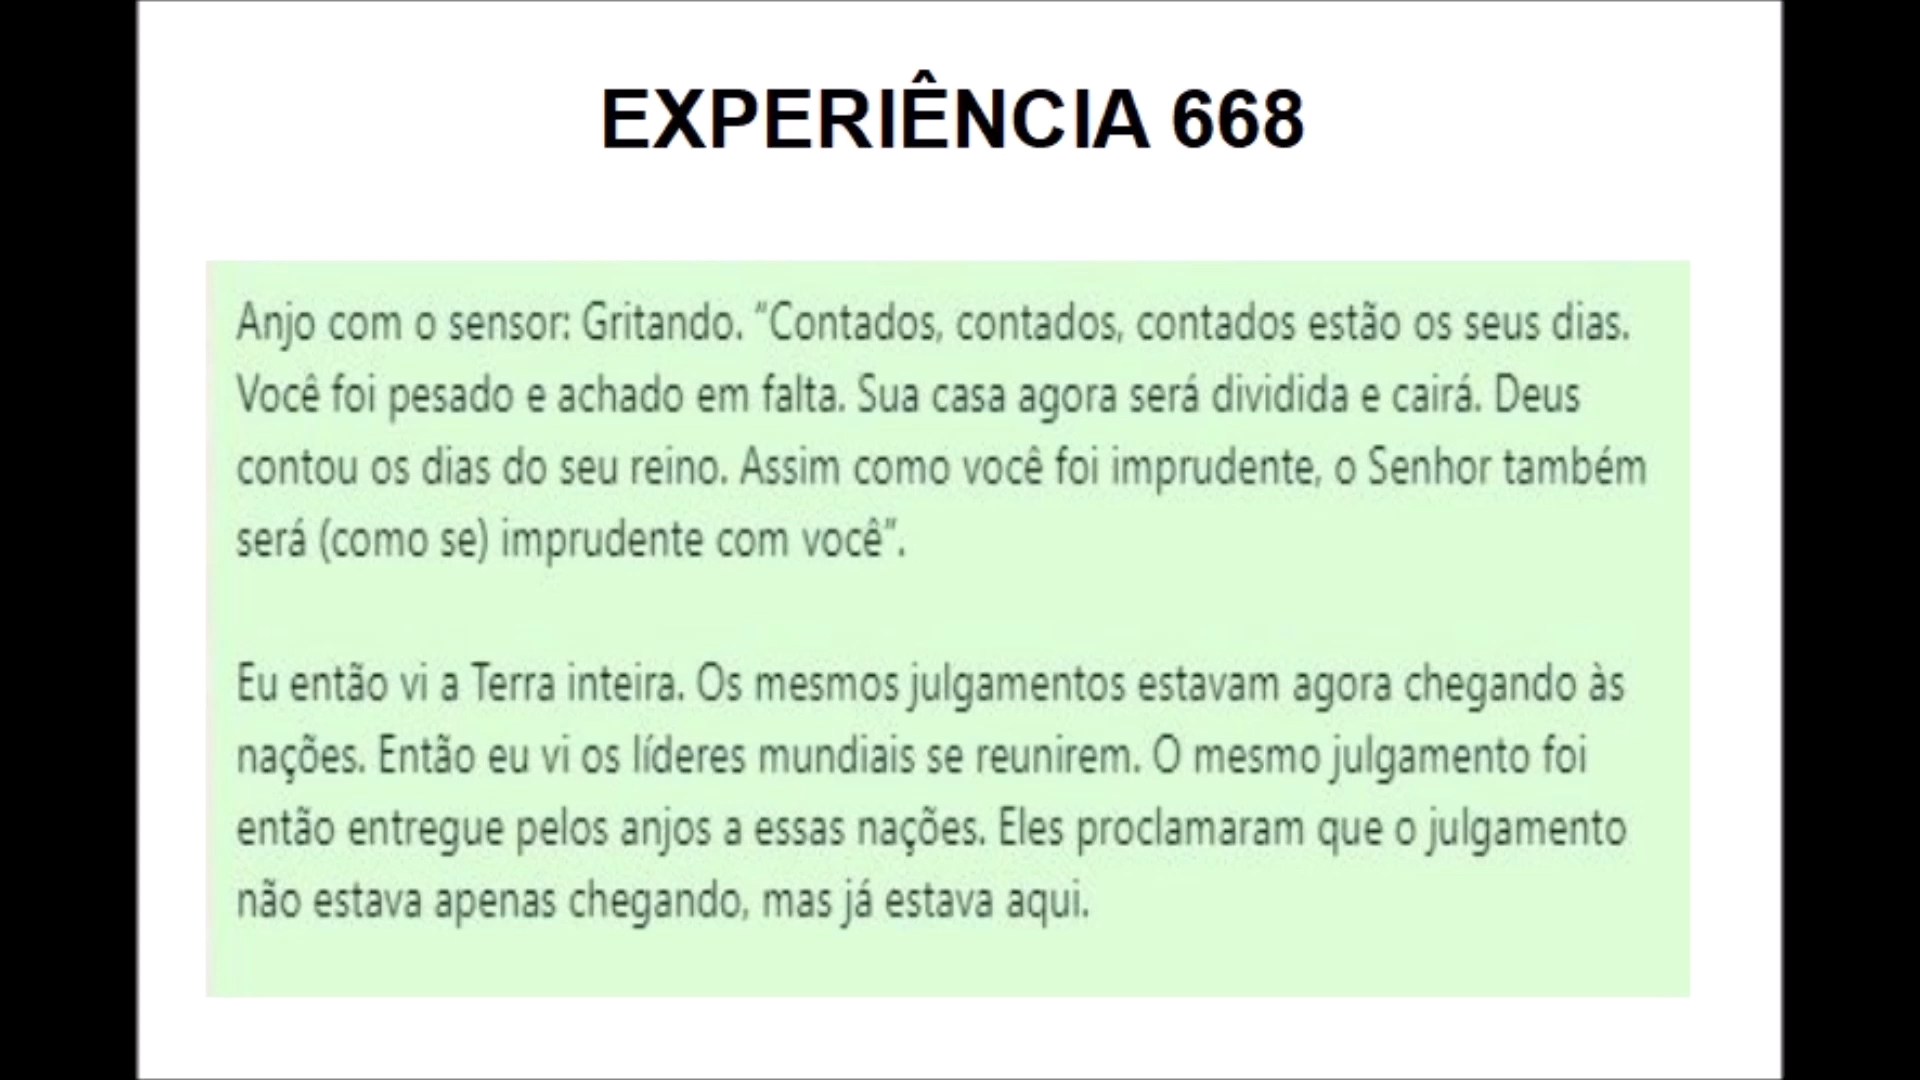 EXPERIÊNCIA 668
Anjo com o sensor: Gritando. “Contados, contados, contados estão os seus dias.
Você foi pesado e achado em falta. Sua casa agora será dividida e cairá. Deus
contou os dias do seu reino. Assim como você foi imprudente, o Senhor também
será (como se) imprudente com você”.
Eu então vi a Terra inteira. Os mesmos julgamentos estavam agora chegando às
nações. Então eu vi os líderes mundiais se reunirem. O mesmo julgamento foi
então entregue pelos anjos a essas nações. Eles proclamaram que o julgamento
não estava apenas chegando, mas já estava aqui.